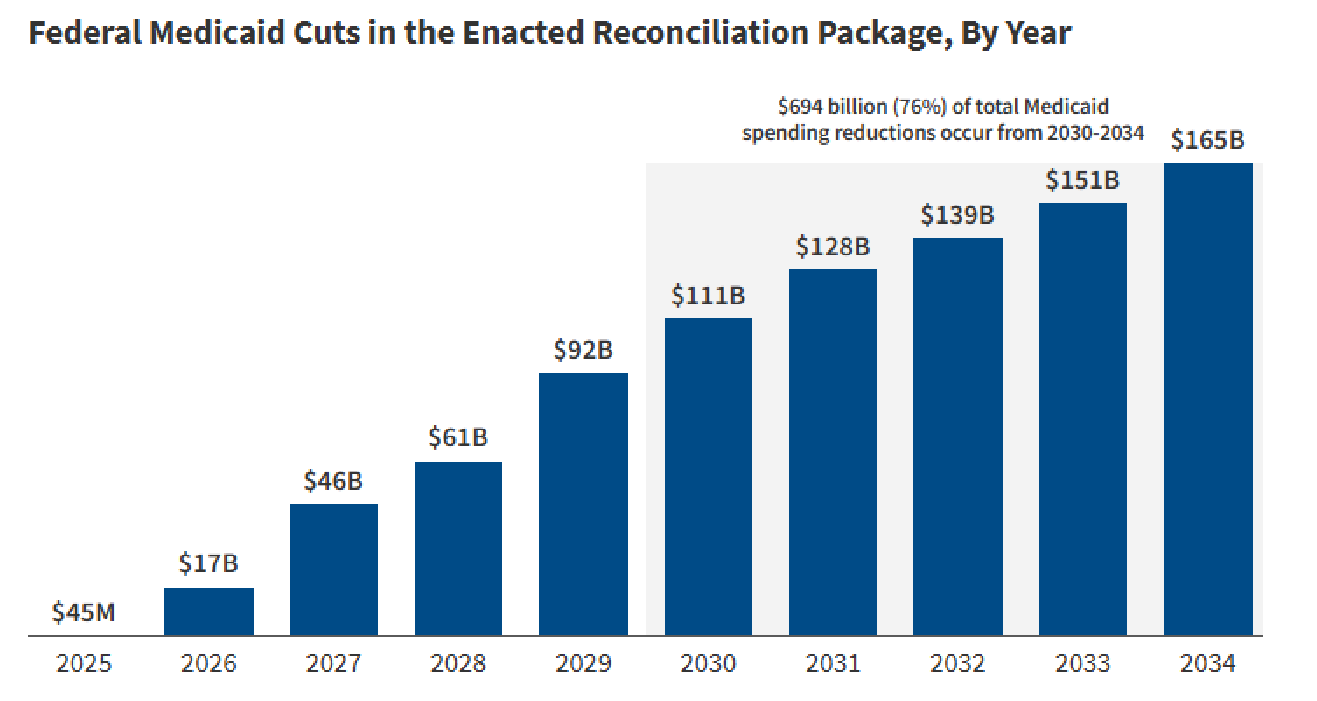 Federal Medicaid Cuts in the Enacted Reconciliation Package, By Year
$694 billion (76%) of total Medicaid
spending reductions occur from 2030-2034
$45M
$17B
$46B
$61B
$92B
$111B
$128B
$139B
$151B
$165B
2025 2026 2027 2028 2029 2030 2031 2032 2033 2034